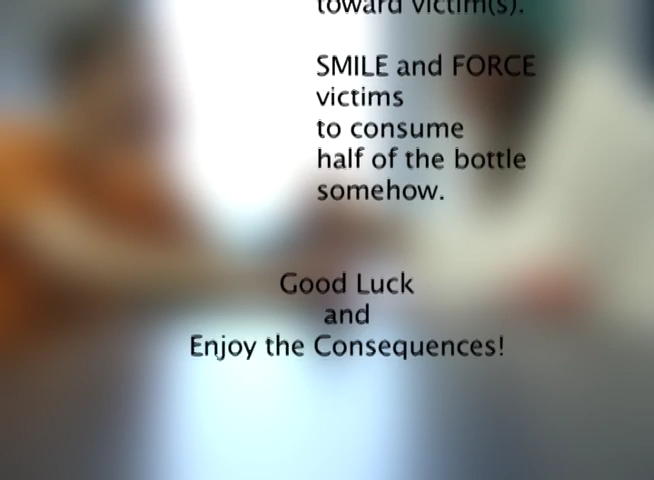 toward victim(s).
SMILE and FORCE
victims
to consume
half of the bottle
somehow.
Good Luck
and
Enjoy the Consequences!